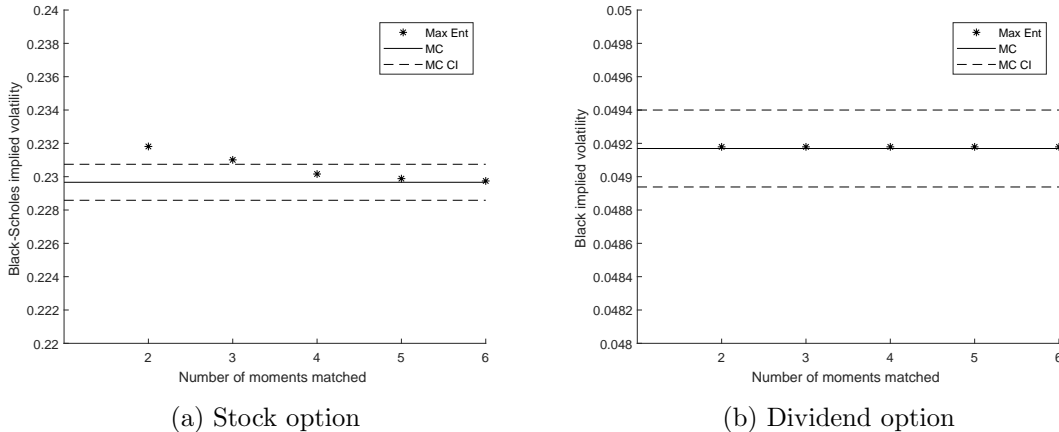 0.24
0.238
0.236
0.234
0.232
0.23
0.228
0.226
0.224
0.222
0.22
Black-Scholes implied volatility
Max Ent
MC
MC CI
2 3 4 5 6
Number of moments matched
(a) Stock option
0.05
0.0498
0.0496
0.0494
0.0492
0.049
0.0488
0.0486
0.0484
0.0482
0.048
Black implied volatility
Max Ent
MC
MC CI
2 3 4 5 6
Number of moments matched
(b) Dividend option